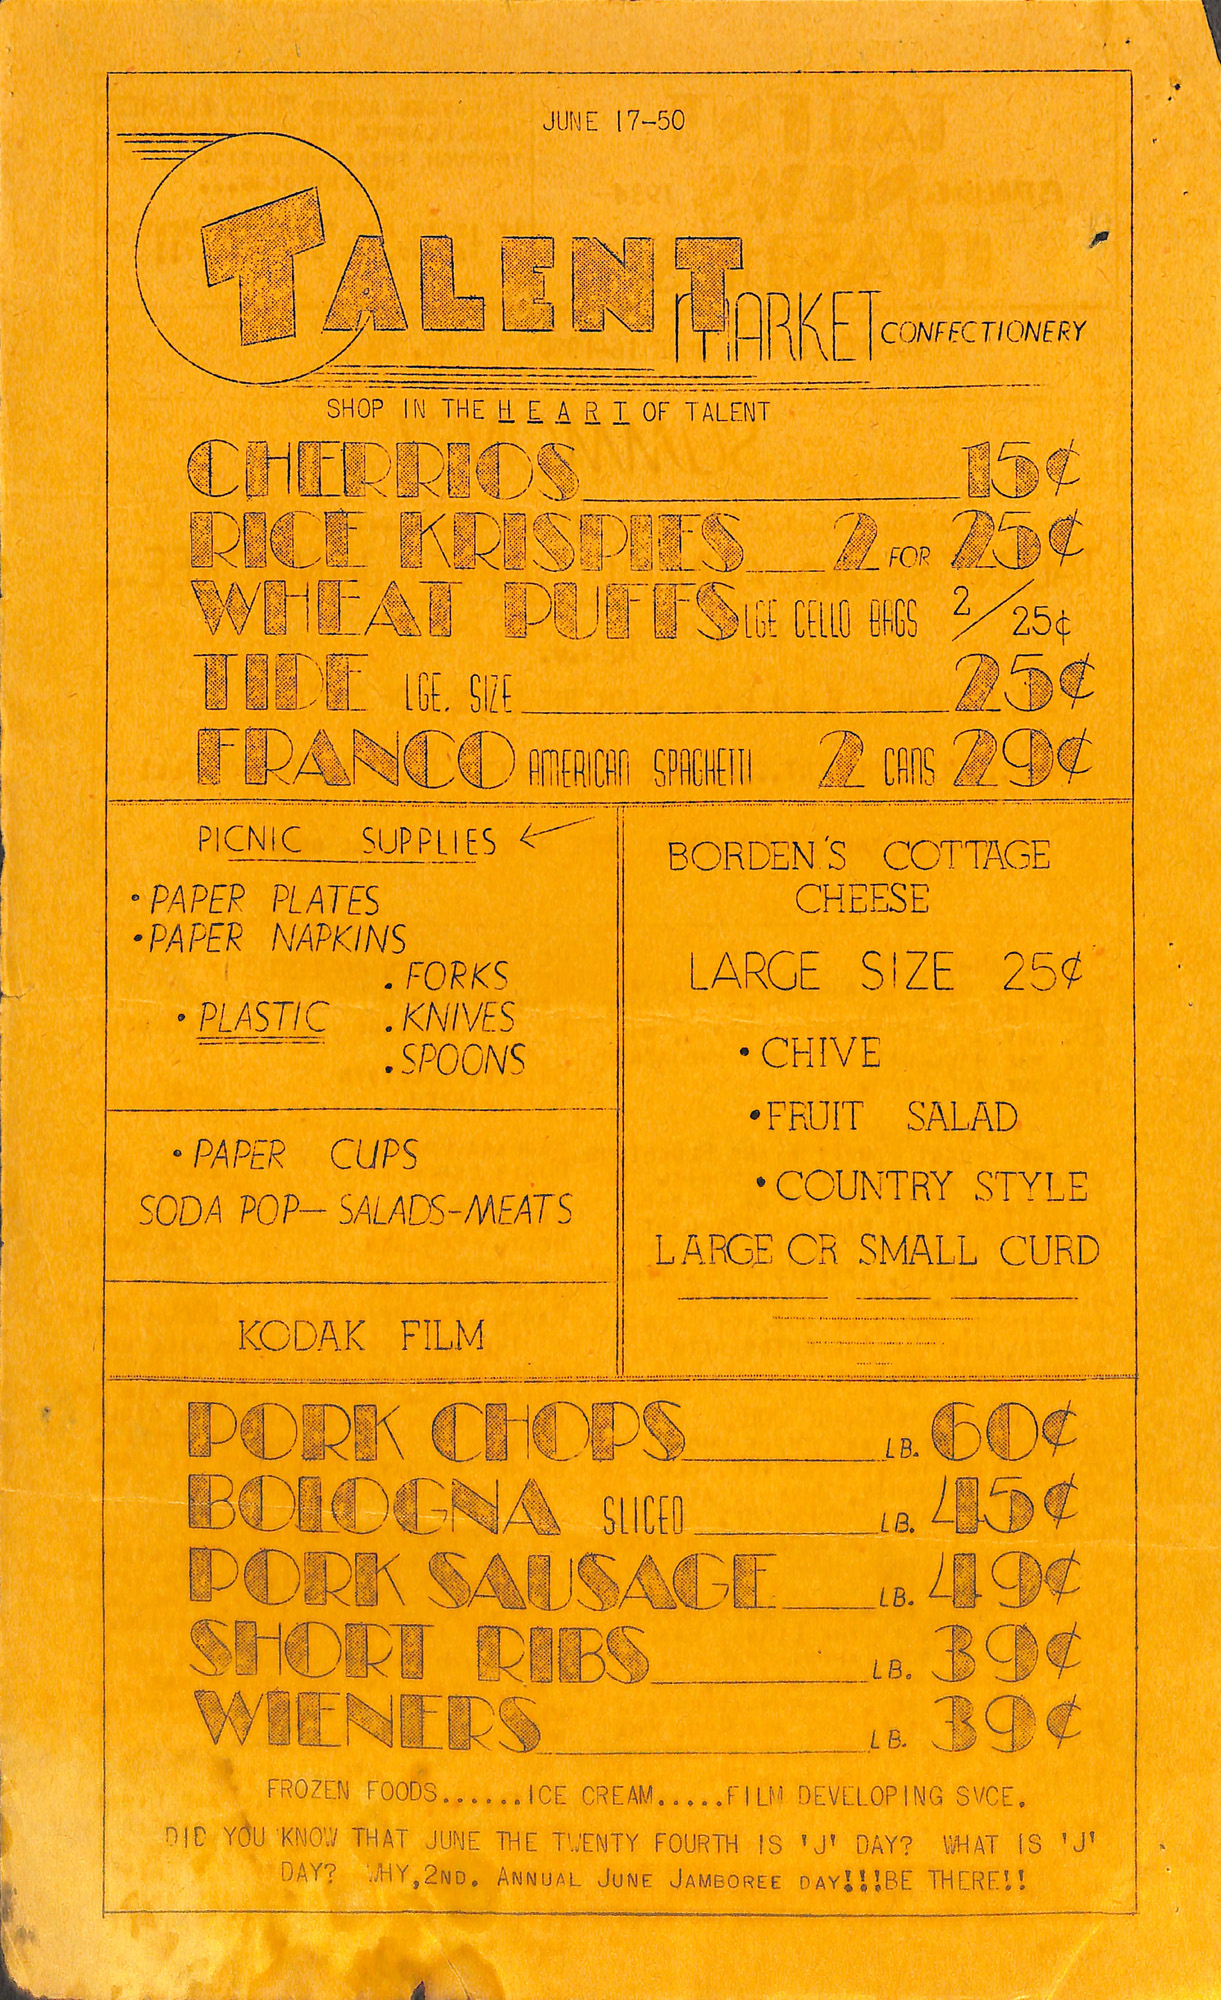 JUNE 17-50
TALENT MARKET CONFECTIONERY
SHOP IN THE H E A R T OF TALENT
CHERRIOS 15¢
RICE KRISPIES 2 FOR 25¢
WHEAT PUFFS LGE CELLO BAGS 2/25¢
TIDE LGE. SIZE 25¢
FRANCO AMERICAN SPAGHETTI 2 CANS 29¢
PICNIC SUPPLIES ←
• PAPER PLATES
• PAPER NAPKINS
. FORKS
• PLASTIC . KNIVES
. SPOONS
• PAPER CUPS
SODA POP— SALADS-MEATS
KODAK FILM
BORDEN'S COTTAGE
CHEESE
LARGE SIZE 25¢
• CHIVE
• FRUIT SALAD
• COUNTRY STYLE
LARGE OR SMALL CURD
PORK CHOPS LB. 60¢
BOLOGNA SLICED LB. 45¢
PORK SAUSAGE LB. 49¢
SHORT RIBS LB. 39¢
WIENERS LB. 39¢
FROZEN FOODS......ICE CREAM.....FILM DEVELOPING SVCE.
DID YOU KNOW THAT JUNE THE TWENTY FOURTH IS 'J' DAY? WHAT IS 'J'
DAY? WHY,2ND. ANNUAL JUNE JAMBOREE DAY!!!BE THERE!!